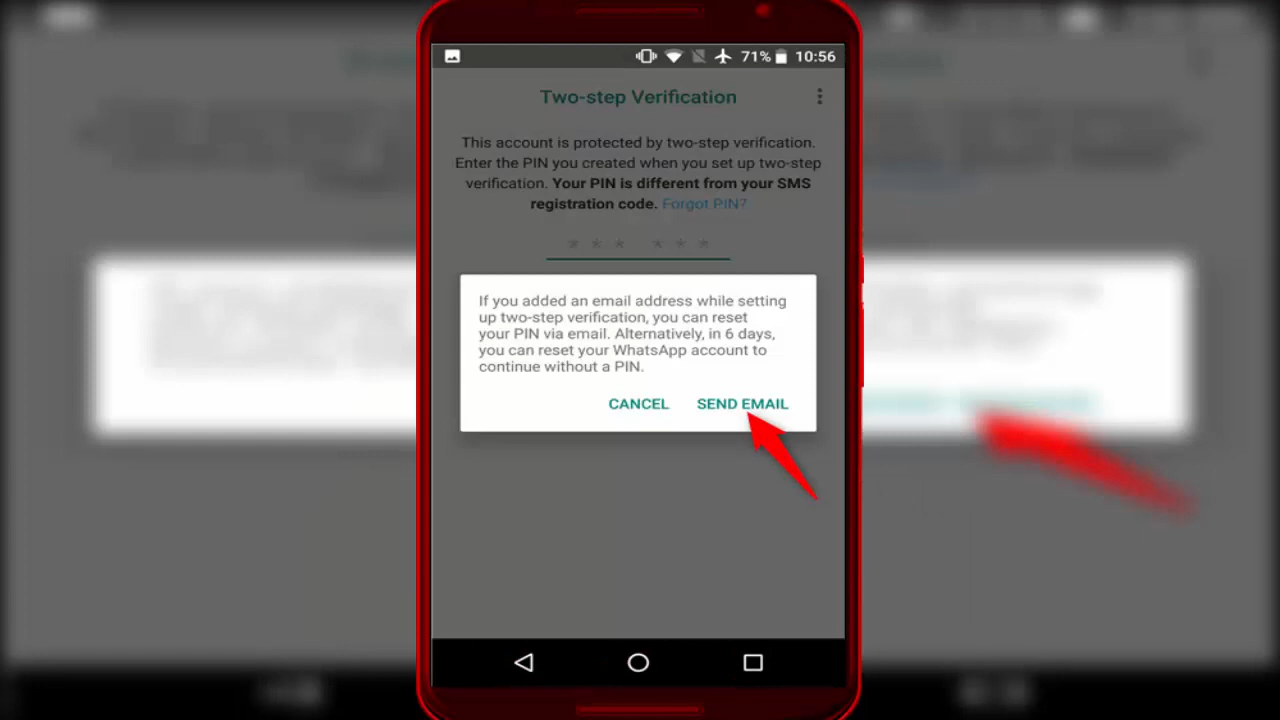 71% 10:56
Two-step Verification
This account is protected by two-step verification.
Enter the PIN you created when you set up two-step
verification. Your PIN is different from your SMS
registration code. Forgot PIN?
* * * * * *
If you added an email address while setting
up two-step verification, you can reset
your PIN via email. Alternatively, in 6 days,
you can reset your WhatsApp account to
continue without a PIN.
CANCEL SEND EMAIL